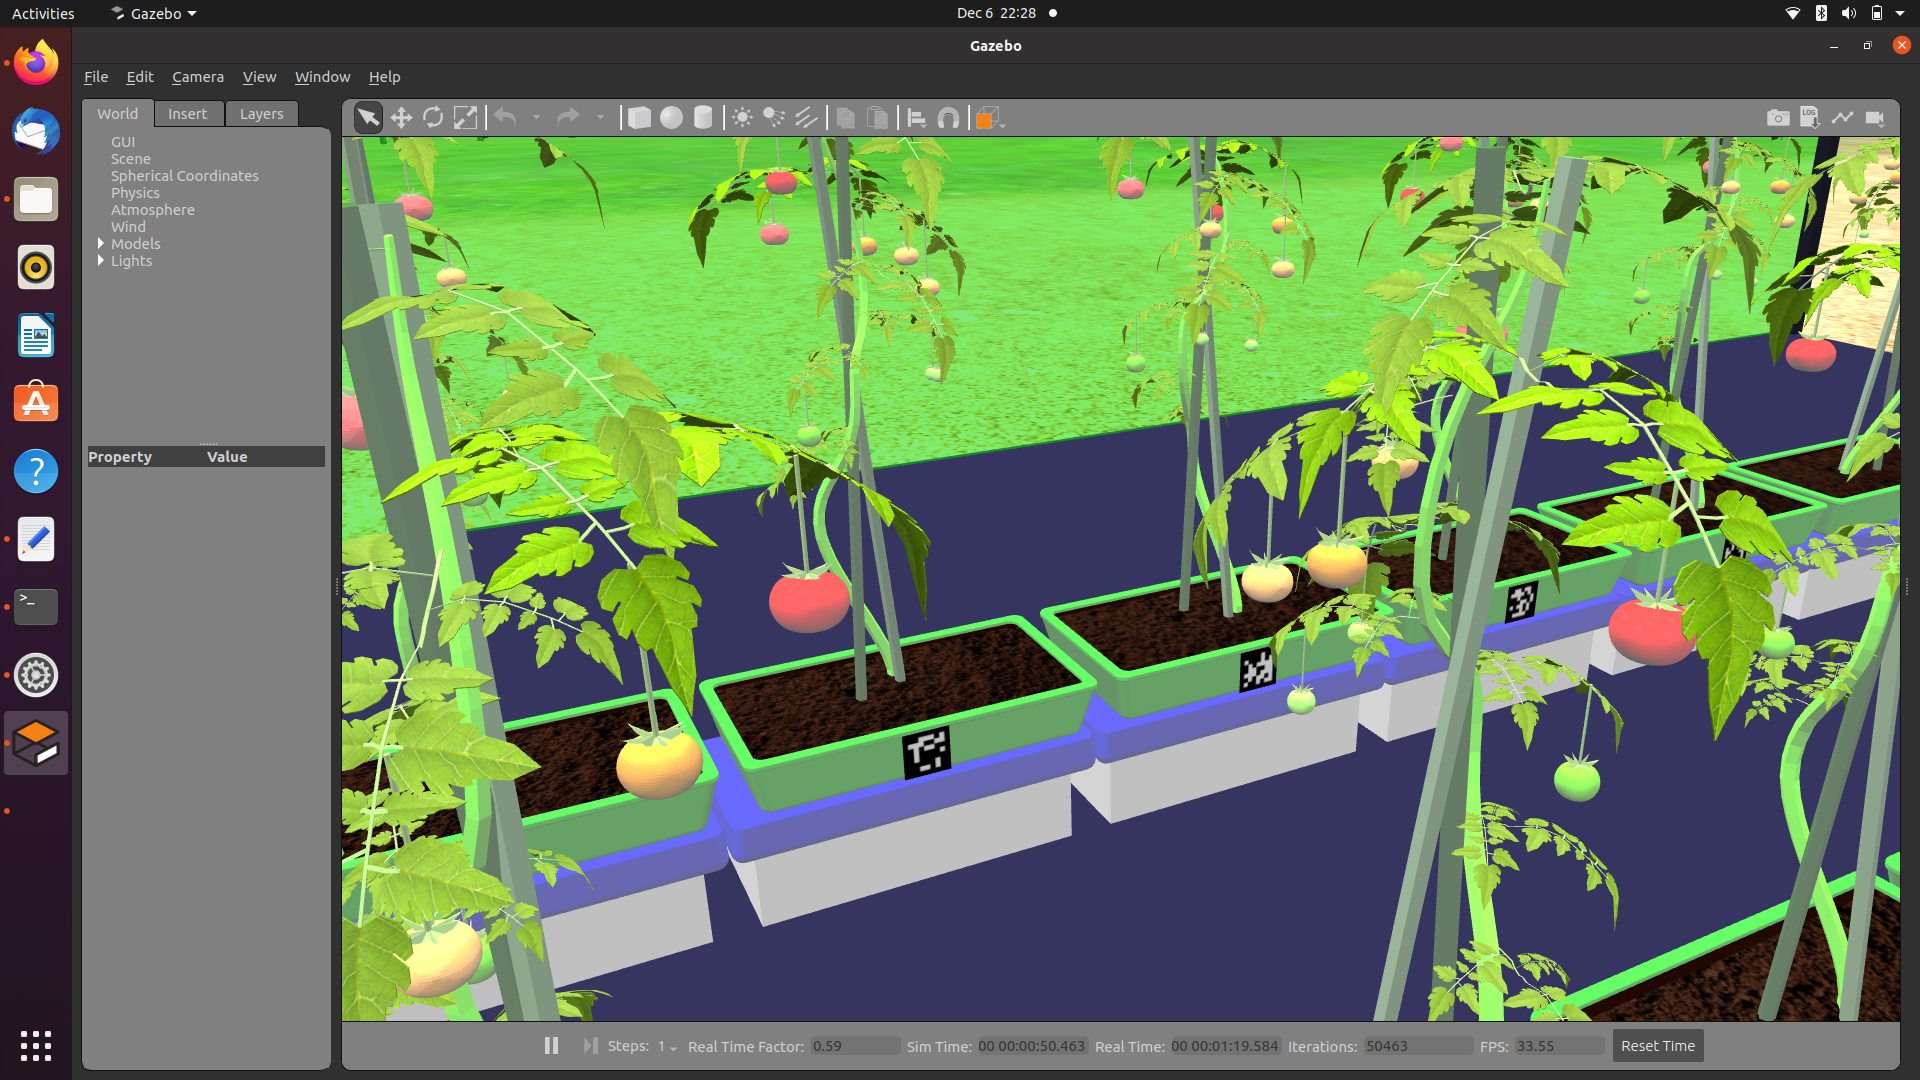 Activities Gazebo Dec 6 22:28
Gazebo
File Edit Camera View Window Help
World Insert Layers
LOG
GUI
Scene
Spherical Coordinates
Physics
Atmosphere
Wind
Models
Lights
Property Value
Steps: 1 Real Time Factor: 0.59 Sim Time: 00 00:00:50.463 Real Time: 00 00:01:19.584 Iterations: 50463 FPS: 33.55 Reset Time